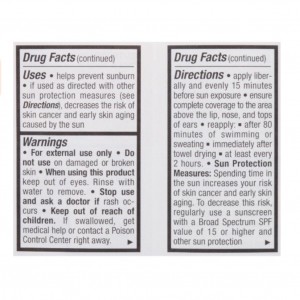 Drug Facts (continued)
Uses • helps prevent sunburn
• if used as directed with other
sun protection measures (see
Directions), decreases the risk of
skin cancer and early skin aging
caused by the sun
Warnings
• For external use only • Do
not use on damaged or broken
skin • When using this product
keep out of eyes. Rinse with
water to remove. • Stop use
and ask a doctor if rash oc-
curs • Keep out of reach of
children. If swallowed, get
medical help or contact a Poison
Control Center right away. ▶
Drug Facts (continued)
Directions • apply liber-
ally and evenly 15 minutes
before sun exposure • ensure
complete coverage to the area
above the lip, nose, and tops
of ears • reapply: • after 80
minutes of swimming or
sweating • immediately after
towel drying • at least every
2 hours. • Sun Protection
Measures: Spending time in
the sun increases your risk
of skin cancer and early skin
aging. To decrease this risk,
regularly use a sunscreen
with a Broad Spectrum SPF
value of 15 or higher and
other sun protection ▶